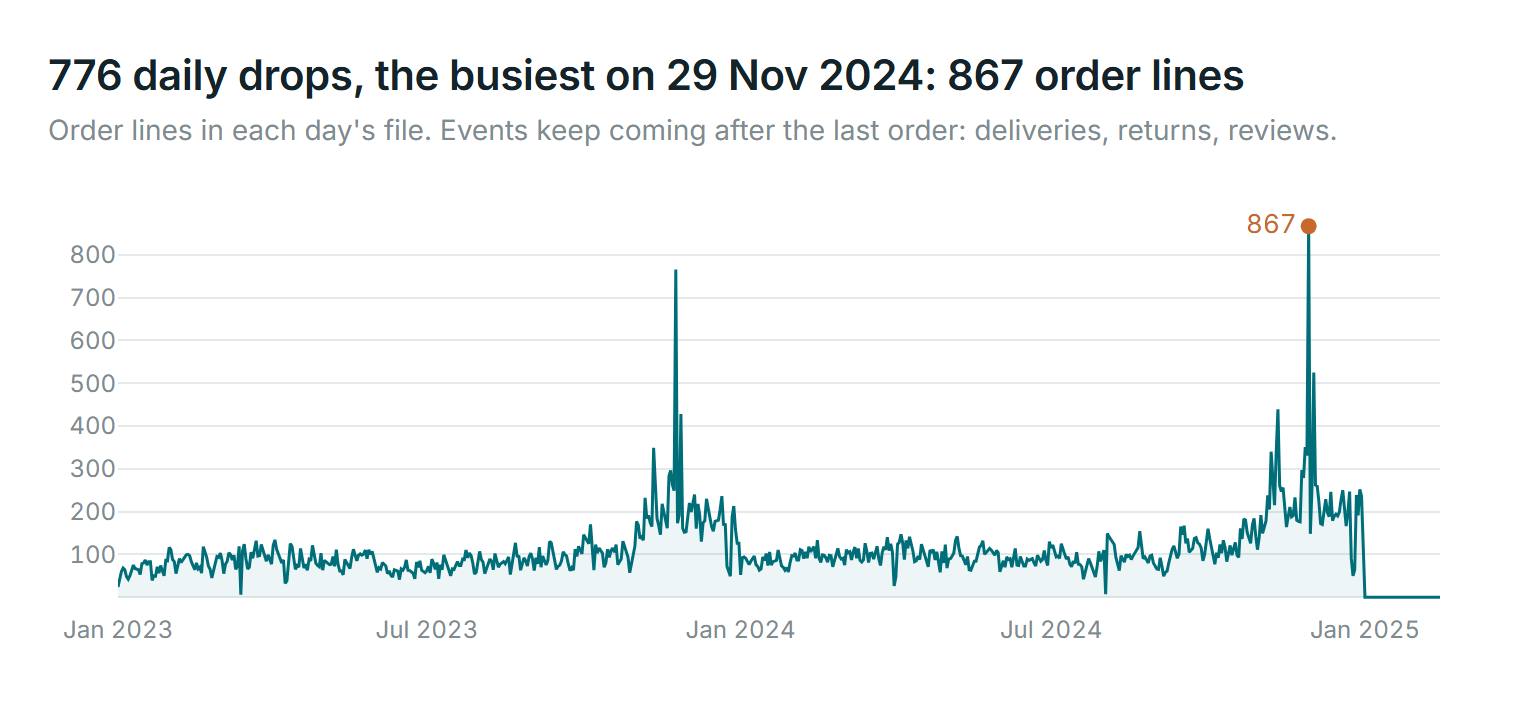 776 daily drops, the busiest on 29 Nov 2024: 867 order lines
Order lines in each day's file. Events keep coming after the last order: deliveries, returns, reviews.
867
800
700
600
500
400
300
200
100
Jan 2023
Jul 2023
Jan 2024
Jul 2024
Jan 2025